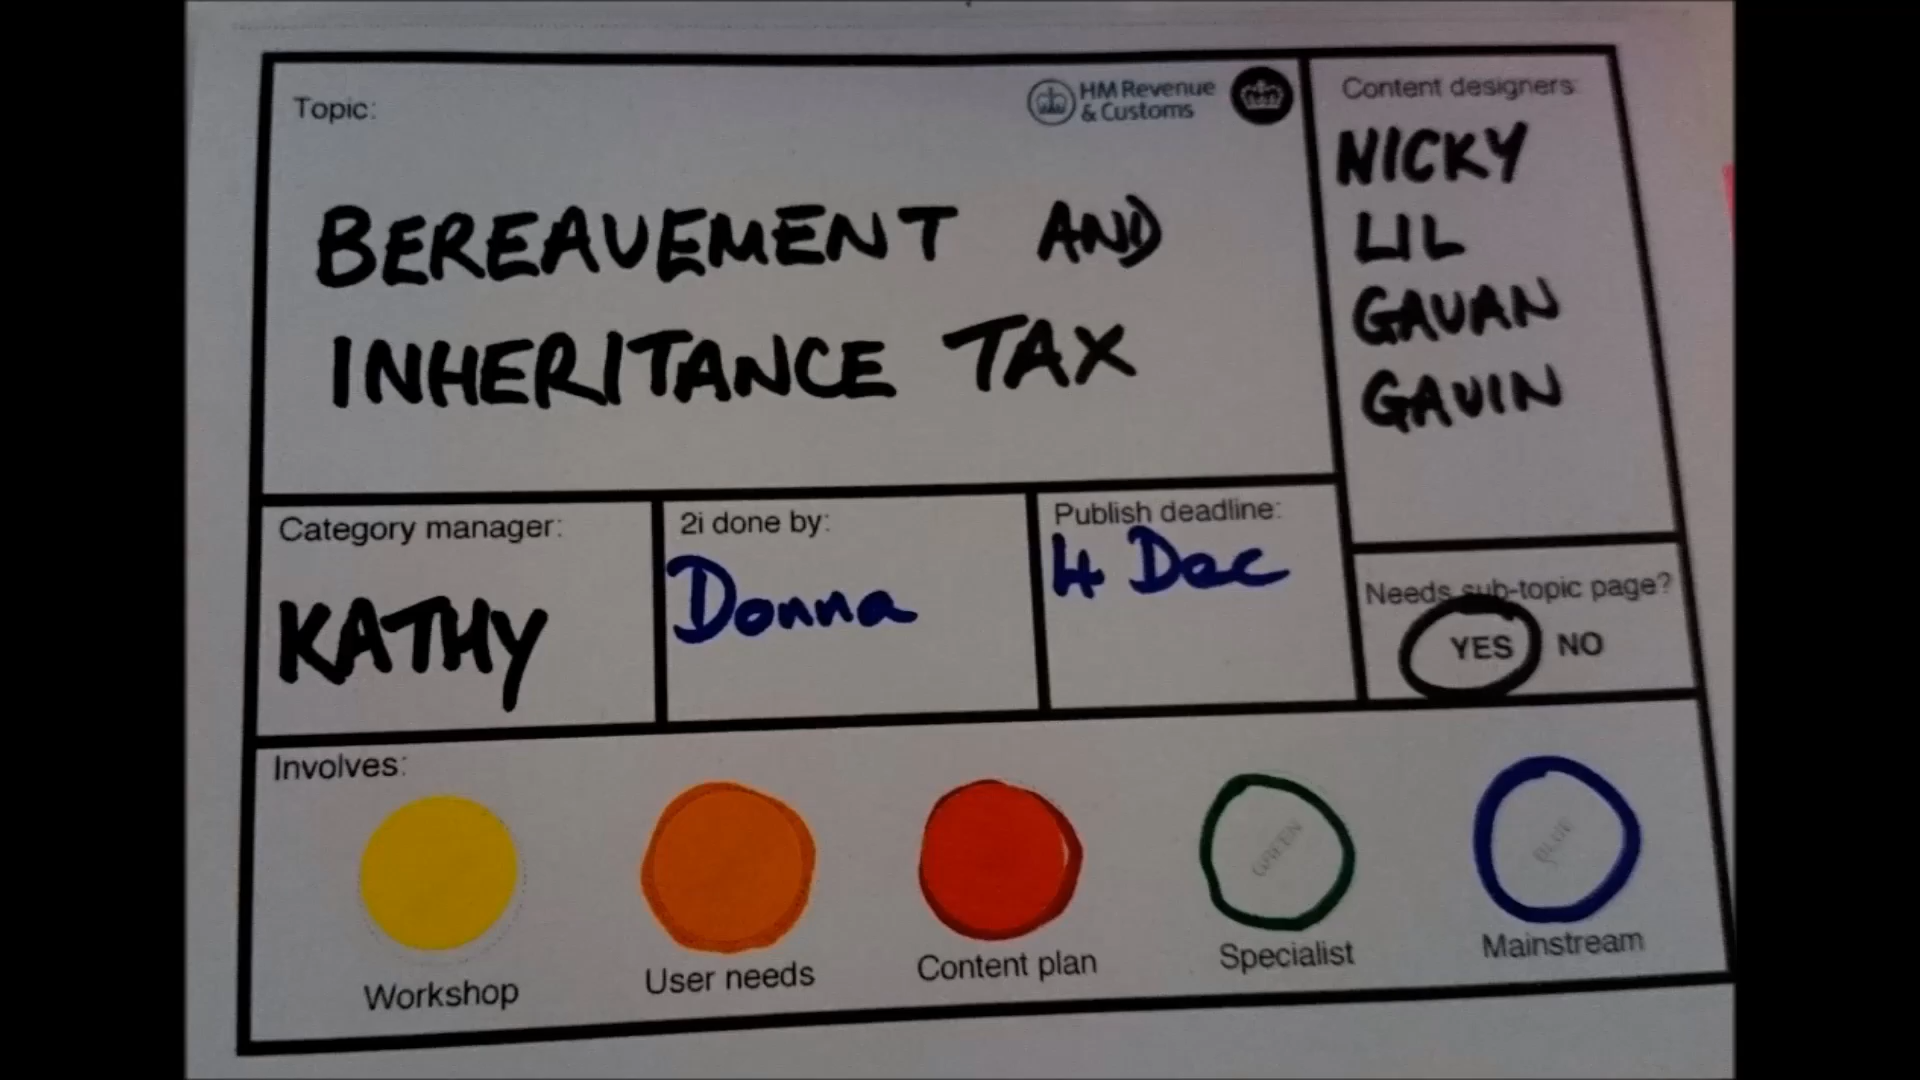 Topic:
HM Revenue
& Customs
BEREAVEMENT AND
INHERITANCE TAX
Content designers:
NICKY
LIL
GAVAN
GAVIN
Category manager:
KATHY
2i done by:
Donna
Publish deadline:
4 Dec
Needs sub-topic page?
YES NO
Involves:
Workshop
User needs
Content plan
GREEN
Specialist
BLUE
Mainstream